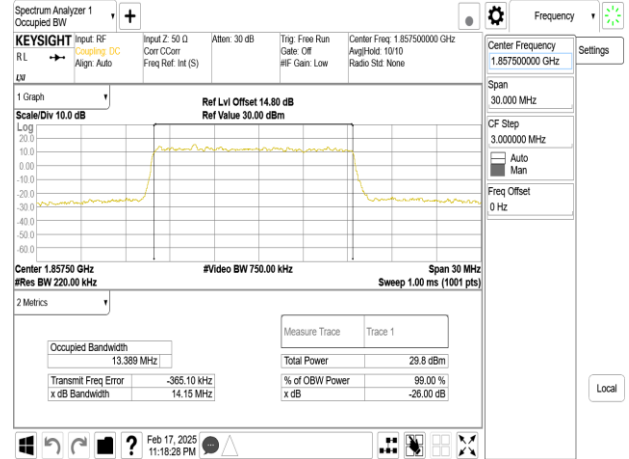 Spectrum Analyzer 1
Occupied BW
KEYSIGHT
RL
Input: RF
Coupling: DC
Align: Auto
Input Z: 50 Ω
Corr CCorr
Freq Ref: Int (S)
Atten: 30 dB
Trig: Free Run
Gate: Off
#IF Gain: Low
Center Freq: 1.857500000 GHz
Avg|Hold: 10/10
Radio Std: None
1 Graph
Scale/Div 10.0 dB
Ref Lvl Offset 14.80 dB
Ref Value 30.00 dBm
Log
20.0
10.0
0.00
-10.0
-20.0
-30.0
-40.0
-50.0
-60.0
Center 1.85750 GHz
#Video BW 750.00 kHz
Span 30 MHz
#Res BW 220.00 kHz
Sweep 1.00 ms (1001 pts)
2 Metrics
Measure Trace
Trace 1
Occupied Bandwidth
13.389 MHz
Total Power
29.8 dBm
Transmit Freq Error
-365.10 kHz
% of OBW Power
99.00 %
x dB Bandwidth
14.15 MHz
x dB
-26.00 dB
Feb 17, 2025
11:18:28 PM
Frequency
Center Frequency
1.857500000 GHz
Settings
Span
30.000 MHz
CF Step
3.000000 MHz
Auto
Man
Freq Offset
0 Hz
Local